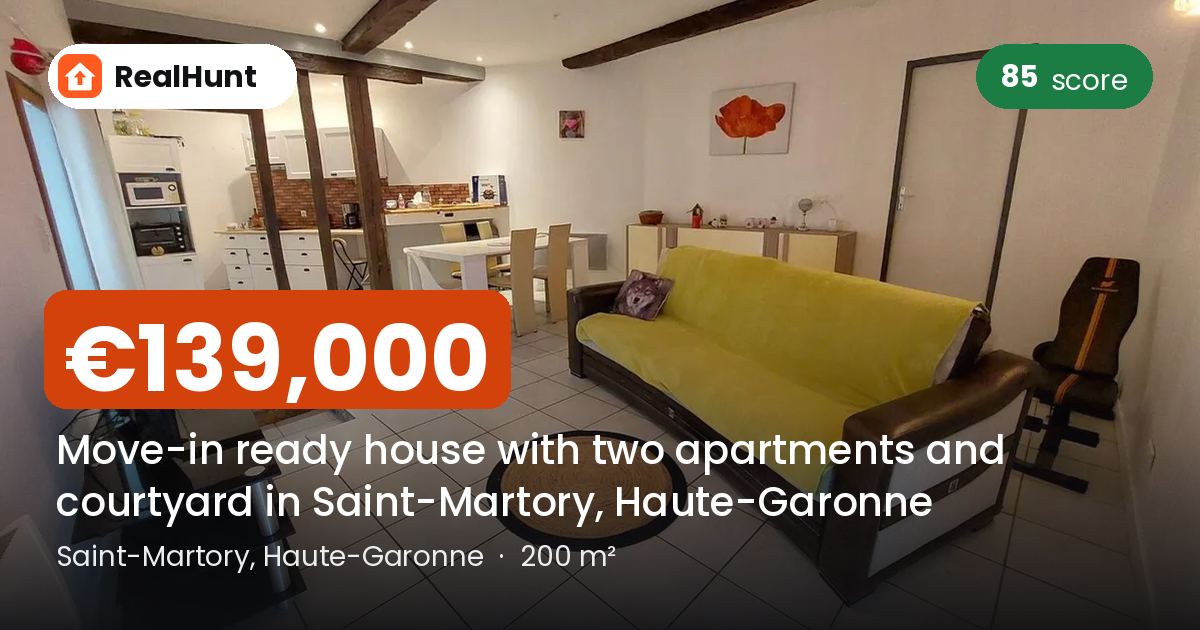 RealHunt
85 score
€139,000
Move-in ready house with two apartments and
courtyard in Saint-Martory, Haute-Garonne
Saint-Martory, Haute-Garonne · 200 m²